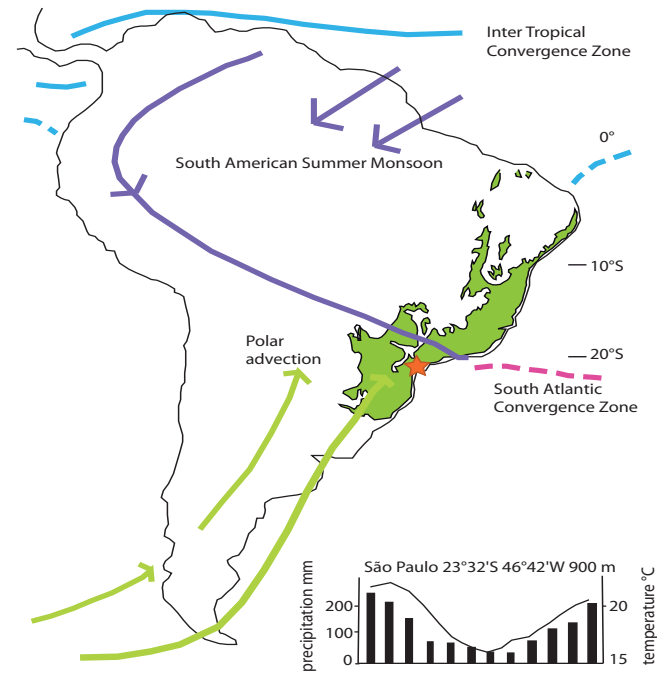 Inter Tropical
Convergence Zone
0°
South American Summer Monsoon
10°S
Polar
advection
20°S
South Atlantic
Convergence Zone
São Paulo 23°32'S 46°42'W 900 m
precipitation mm
200
100
0
20
15
temperature °C